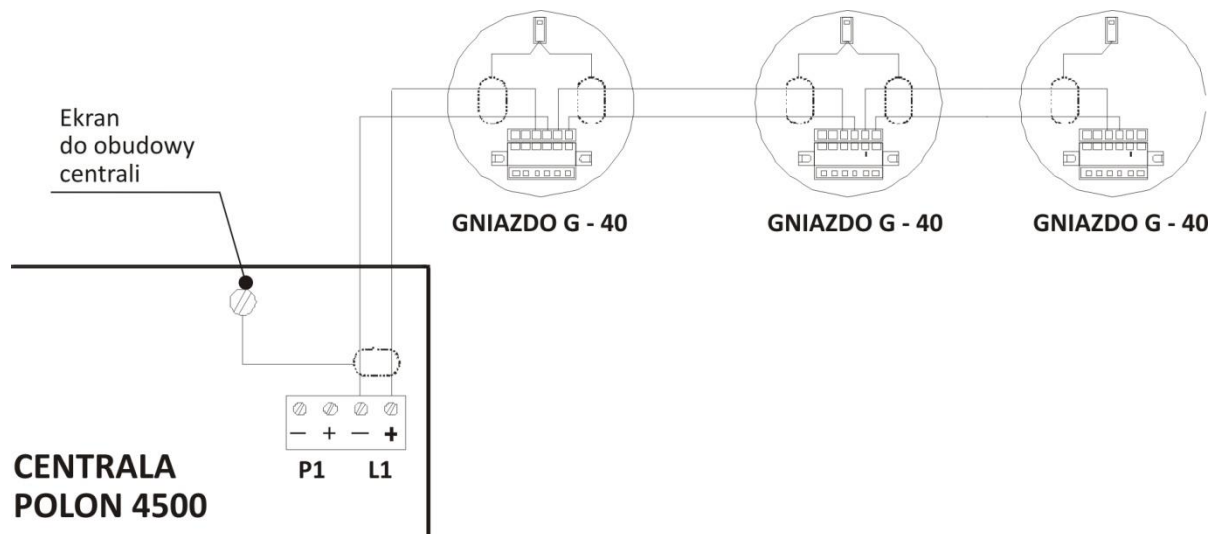 Ekran
do obudowy
centrali
GNIAZDO G - 40
GNIAZDO G - 40
GNIAZDO G - 40
— + — +
P1 L1
CENTRALA
POLON 4500